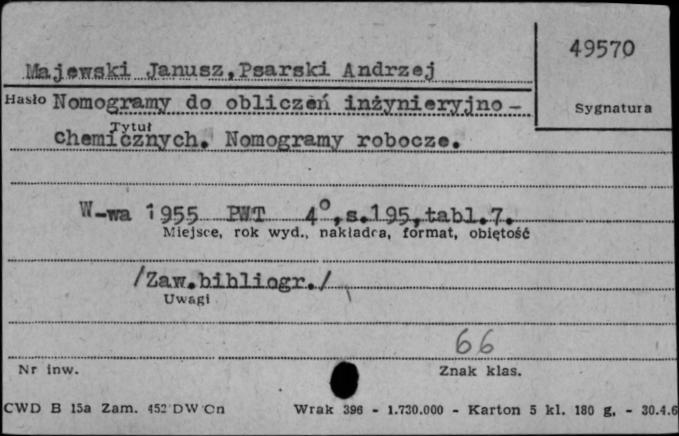 49570
Majewski Janusz, Psarski Andrzej
Hasło Nomogramy do obliczeń inżynieryjno-
Sygnatura
Tytuł
chemicznych. Nomogramy robocze.
W-wa 1955 PWT 4°, s.195, tabl.7.
Miejsce, rok wyd., nakładca, format, objętość
/Zaw.bibliogr./
Uwagi
66
Nr inw. Znak klas.
CWD B 15a Zam. 452 DW Cn Wrak 396 - 1.730.000 - Karton 5 kl. 180 g. - 30.4.6